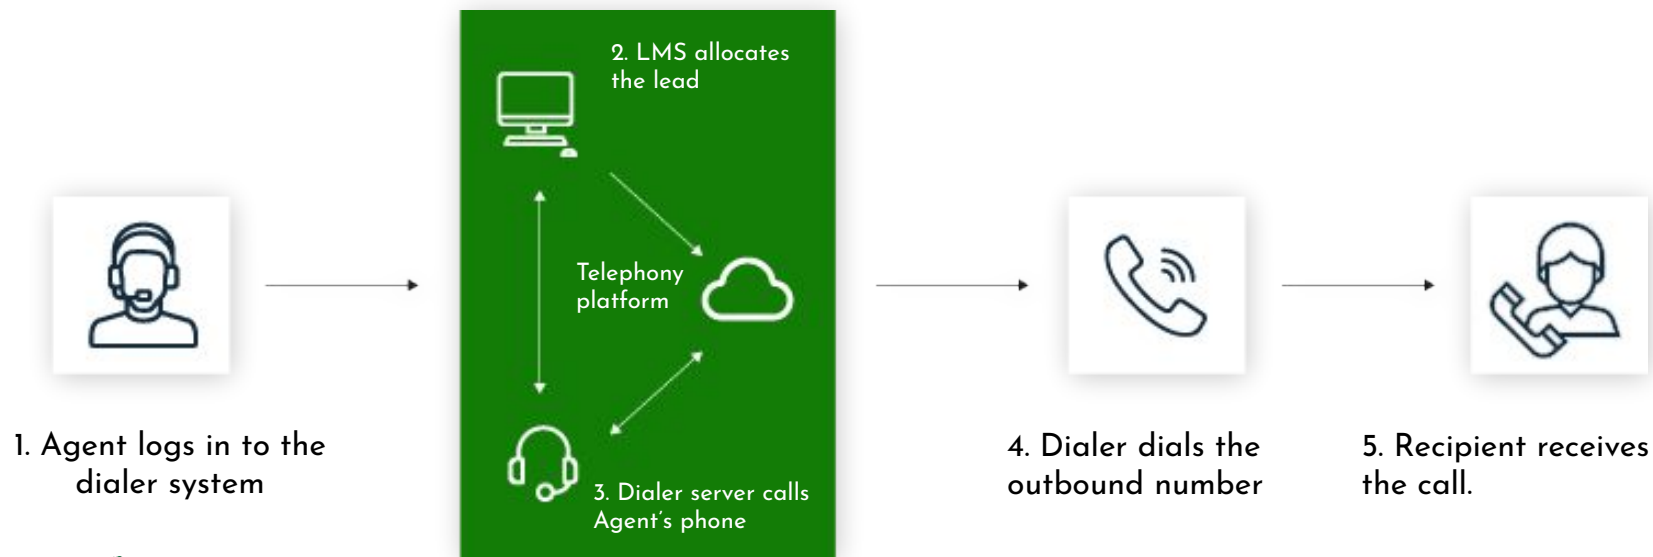 1. Agent logs in to the
dialer system
2. LMS allocates
the lead
Telephony
platform
3. Dialer server calls
Agent's phone
4. Dialer dials the
outbound number
5. Recipient receives
the call.